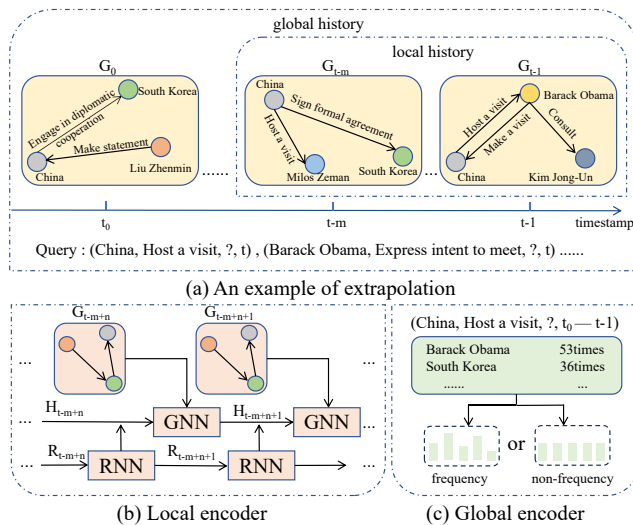 global history
local history
G0
Gt-m
Gt-1
China
South Korea
Engage in diplomatic
cooperation
Make statement
China
Liu Zhenmin
......
Sign formal agreement
Host a visit
Milos Zeman
South Korea
...
Barack Obama
Host a visit
Make a visit
Consult
China
Kim Jong-Un
t0
t-m
t-1
timestamp
Query : (China, Host a visit, ?, t) , (Barack Obama, Express intent to meet, ?, t) ......
(a) An example of extrapolation
Gt-m+n
Gt-m+n+1
...
...
...
Ht-m+n
GNN
Ht-m+n+1
GNN
...
...
Rt-m+n
RNN
Rt-m+n+1
RNN
...
(b) Local encoder
(China, Host a visit, ?, t0 — t-1)
Barack Obama 53times
South Korea 36times
...... ...
or
frequency
non-frequency
(c) Global encoder